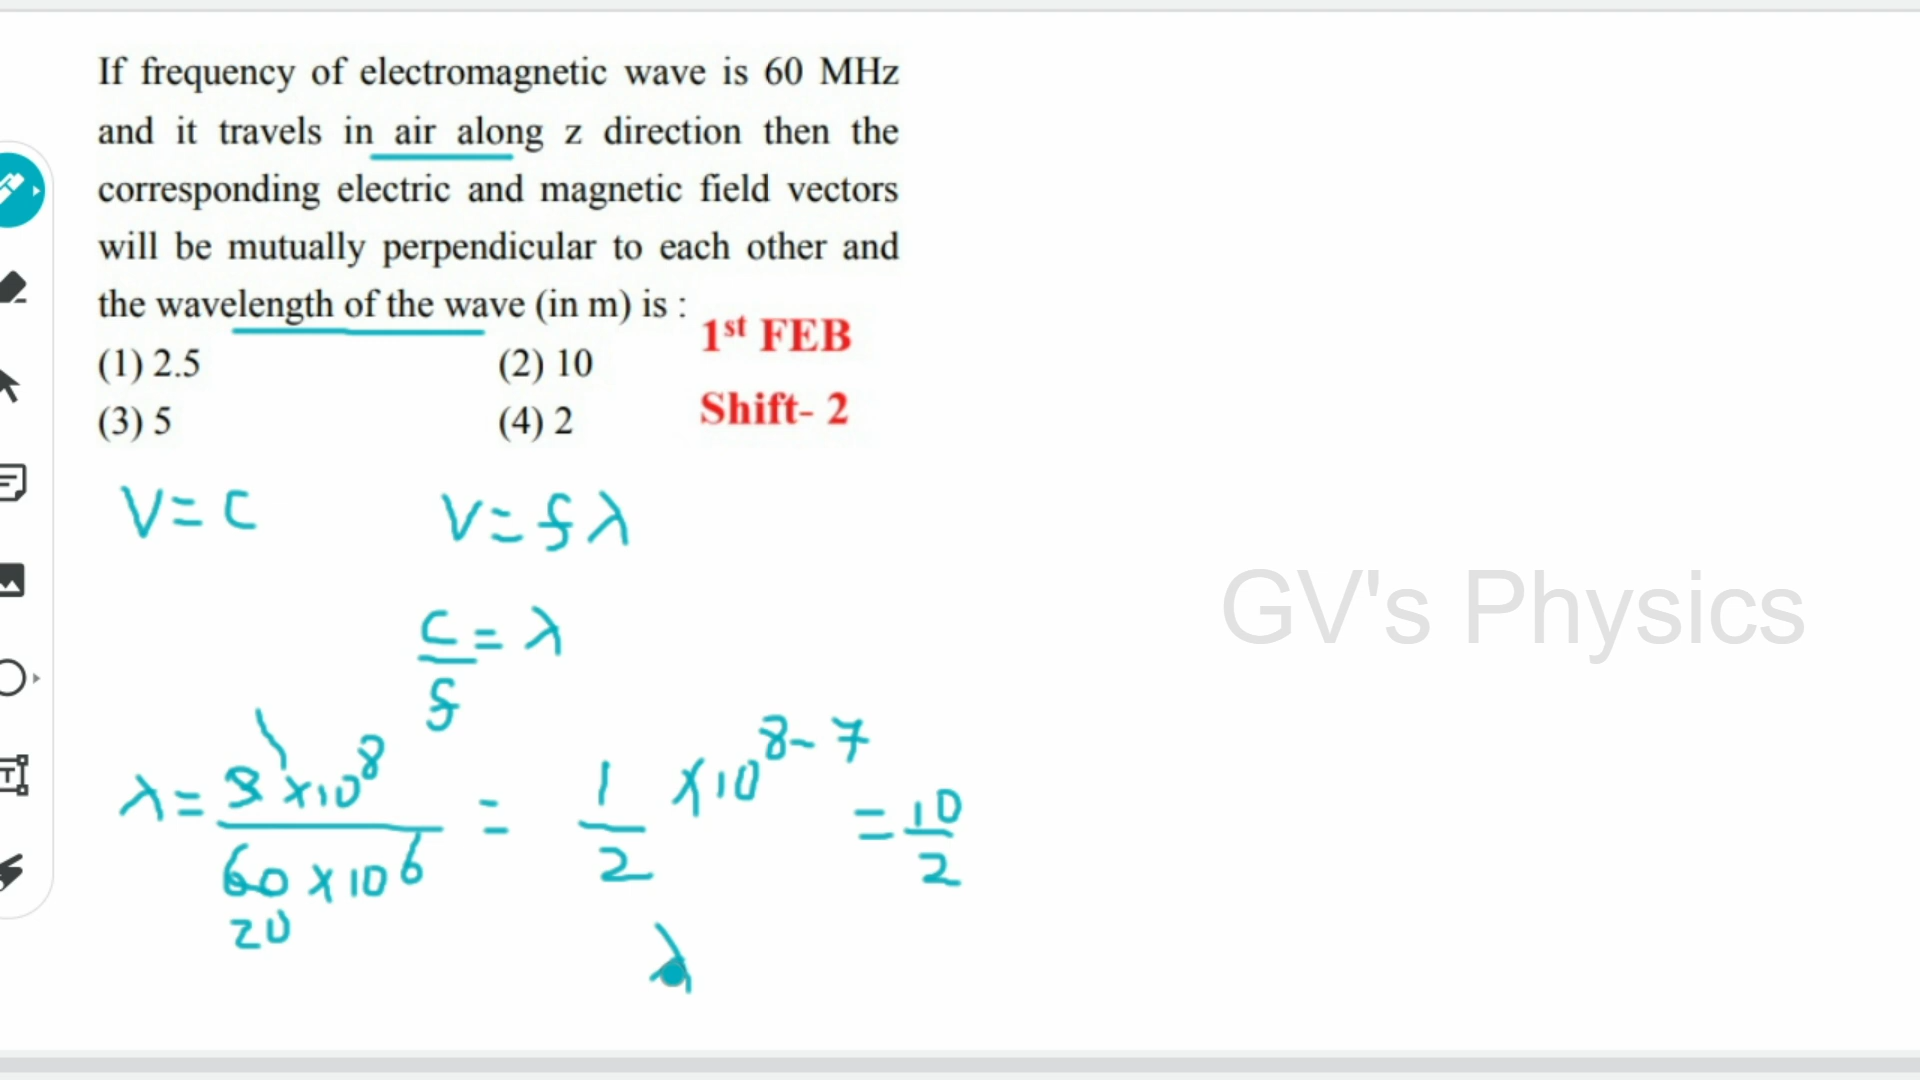 If frequency of electromagnetic wave is 60 MHz
and it travels in air along z direction then the
corresponding electric and magnetic field vectors
will be mutually perpendicular to each other and
the wavelength of the wave (in m) is :
(1) 2.5 (2) 10
(3) 5 (4) 2
1st FEB
Shift- 2
V = C V = f λ
C/f = λ
λ = 3 × 10^8 / 60 × 10^6 = 1/2 × 10^8-7 = 10/2
20
λ
GV's Physics